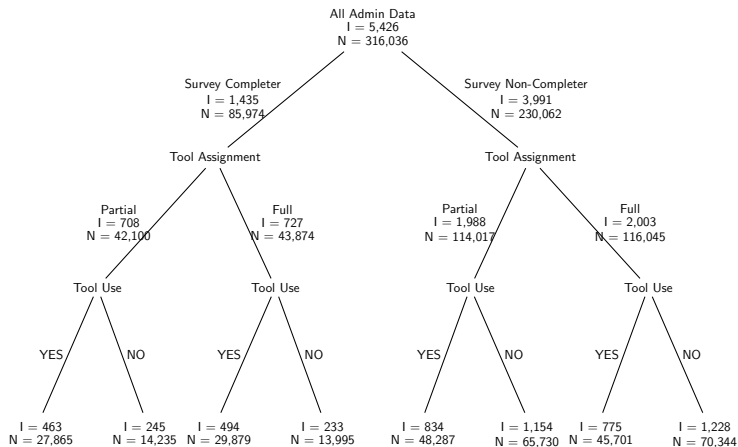 All Admin Data
I = 5,426
N = 316,036
Survey Completer
I = 1,435
N = 85,974
Survey Non-Completer
I = 3,991
N = 230,062
Tool Assignment
Tool Assignment
Partial
I = 708
N = 42,100
Full
I = 727
N = 43,874
Partial
I = 1,988
N = 114,017
Full
I = 2,003
N = 116,045
Tool Use
Tool Use
Tool Use
Tool Use
YES
NO
YES
NO
YES
NO
YES
NO
I = 463
N = 27,865
I = 245
N = 14,235
I = 494
N = 29,879
I = 233
N = 13,995
I = 834
N = 48,287
I = 1,154
N = 65,730
I = 775
N = 45,701
I = 1,228
N = 70,344